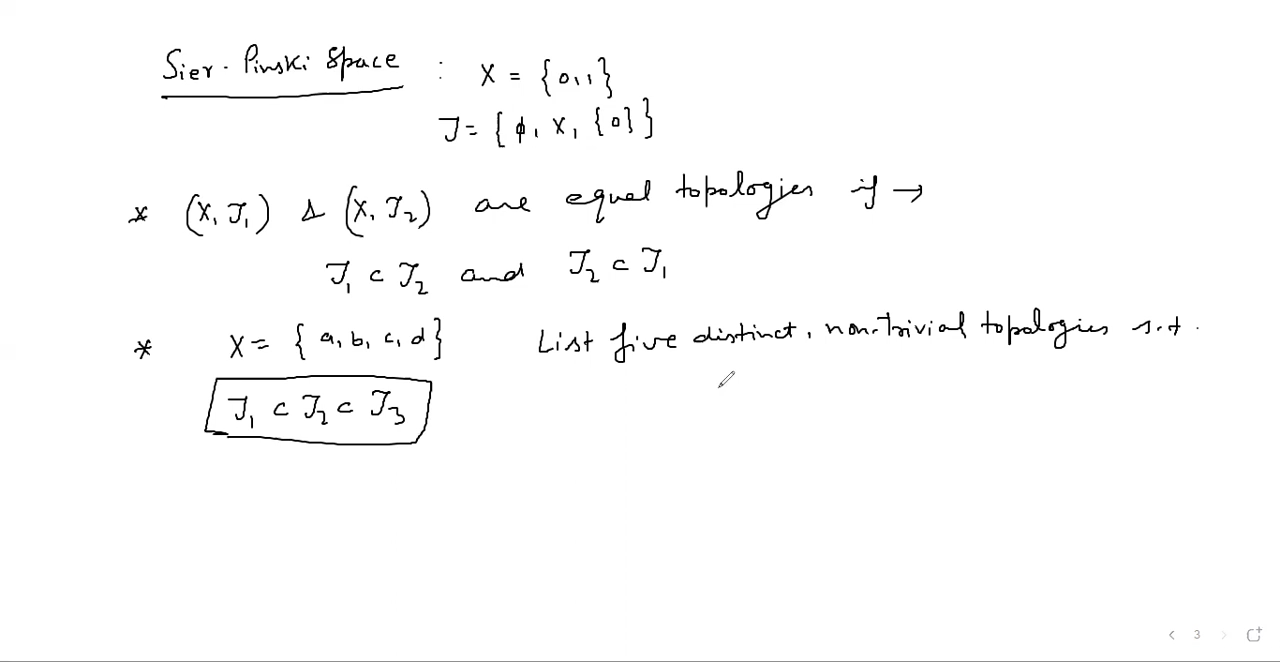 Sier-Pinski Space : X = {0,1}
J = {φ, X, {0}}
* (X, J₁) & (X, J₂) are equal topologies if →
J₁ ⊂ J₂ and J₂ ⊂ J₁
* X = {a, b, c, d} List five distinct, non-trivial topologies s.t.
J₁ ⊂ J₂ ⊂ J₃
< 3 >